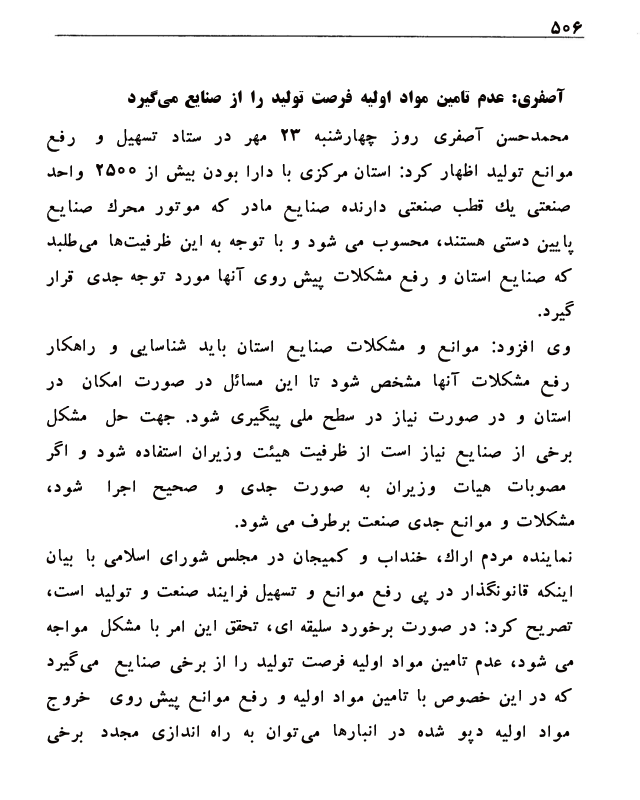 ۵۰۶
آصفری: عدم تامین مواد اولیه فرصت تولید را از صنایع می‌گیرد
محمدحسن آصفری روز چهارشنبه ۲۳ مهر در ستاد تسهیل و رفع
موانع تولید اظهار کرد: استان مرکزی با دارا بودن بیش از ۲۵۰۰ واحد
صنعتی یك قطب صنعتی دارنده صنایع مادر که موتور محرك صنایع
پایین دستی هستند، محسوب می شود و با توجه به این ظرفیت‌ها می‌طلبد
که صنایع استان و رفع مشکلات پیش روی آنها مورد توجه جدی قرار
گیرد.
وی افزود: موانع و مشکلات صنایع استان باید شناسایی و راهکار
رفع مشکلات آنها مشخص شود تا این مسائل در صورت امکان در
استان و در صورت نیاز در سطح ملی پیگیری شود. جهت حل مشکل
برخی از صنایع نیاز است از ظرفیت هیئت وزیران استفاده شود و اگر
مصوبات هیات وزیران به صورت جدی و صحیح اجرا شود،
مشکلات و موانع جدی صنعت برطرف می شود.
نماینده مردم اراك، خنداب و کمیجان در مجلس شورای اسلامی با بیان
اینکه قانونگذار در پی رفع موانع و تسهیل فرایند صنعت و تولید است،
تصریح کرد: در صورت برخورد سلیقه ای، تحقق این امر با مشکل مواجه
می شود، عدم تامین مواد اولیه فرصت تولید را از برخی صنایع می‌گیرد
که در این خصوص با تامین مواد اولیه و رفع موانع پیش روی خروج
مواد اولیه دپو شده در انبارها می‌توان به راه اندازی مجدد برخی